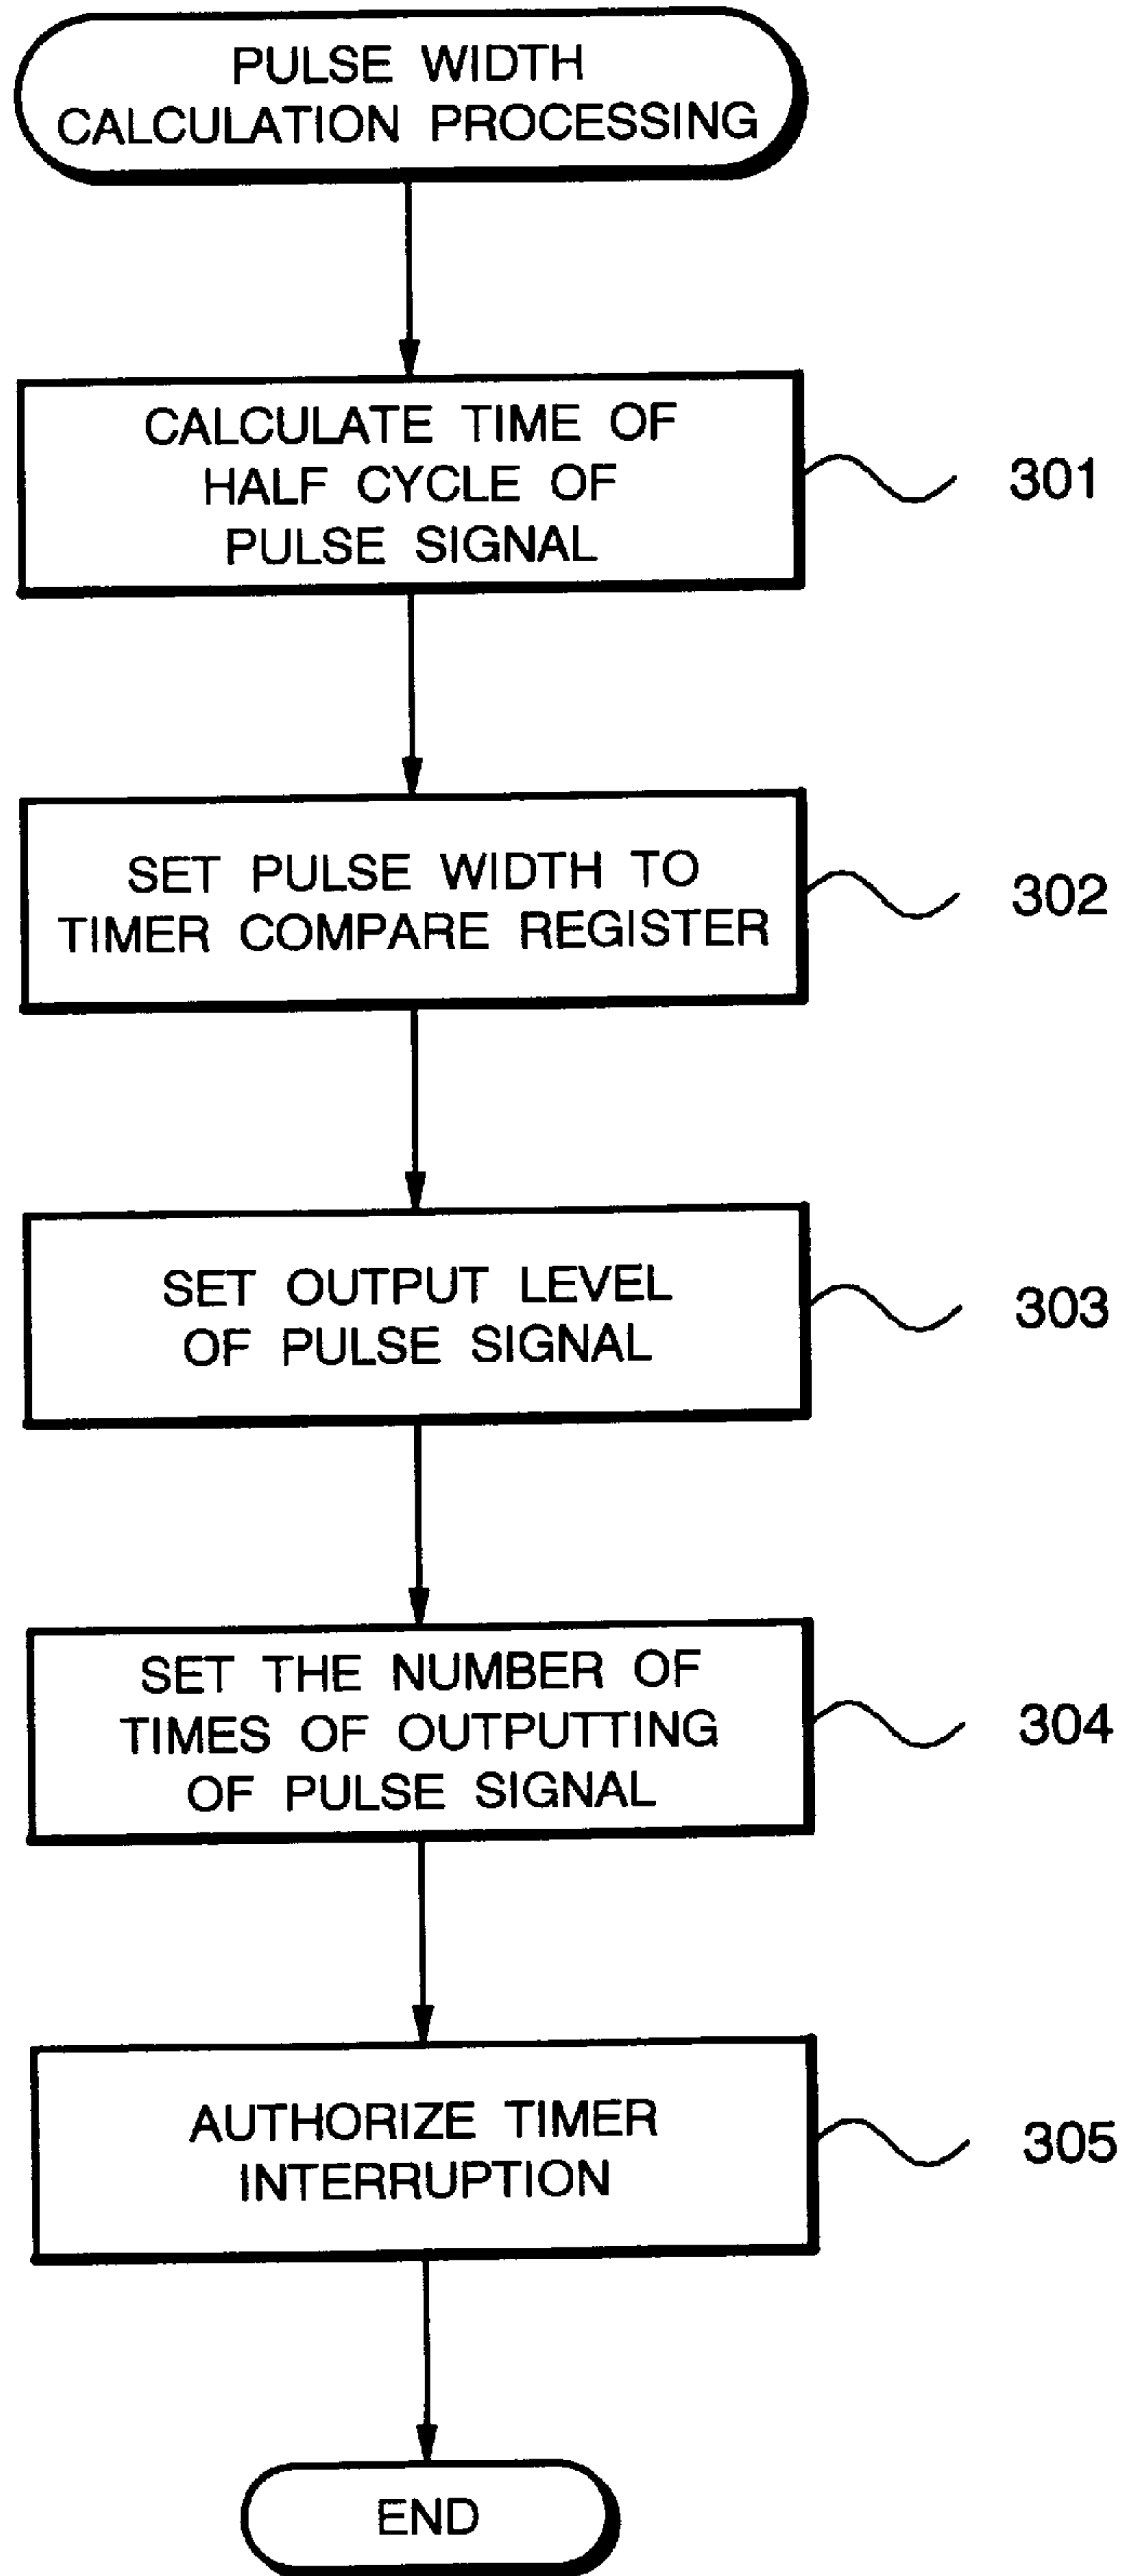 PULSE WIDTH
CALCULATION PROCESSING
CALCULATE TIME OF
HALF CYCLE OF
PULSE SIGNAL
301
SET PULSE WIDTH TO
TIMER COMPARE REGISTER
302
SET OUTPUT LEVEL
OF PULSE SIGNAL
303
SET THE NUMBER OF
TIMES OF OUTPUTTING
OF PULSE SIGNAL
304
AUTHORIZE TIMER
INTERRUPTION
305
END